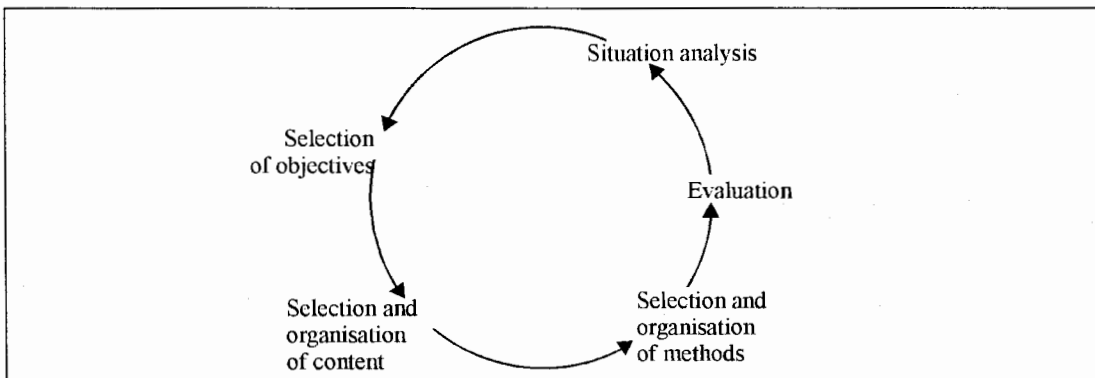 Situation analysis
Selection
of objectives
Selection and
organisation
of content
Selection and
organisation
of methods
Evaluation